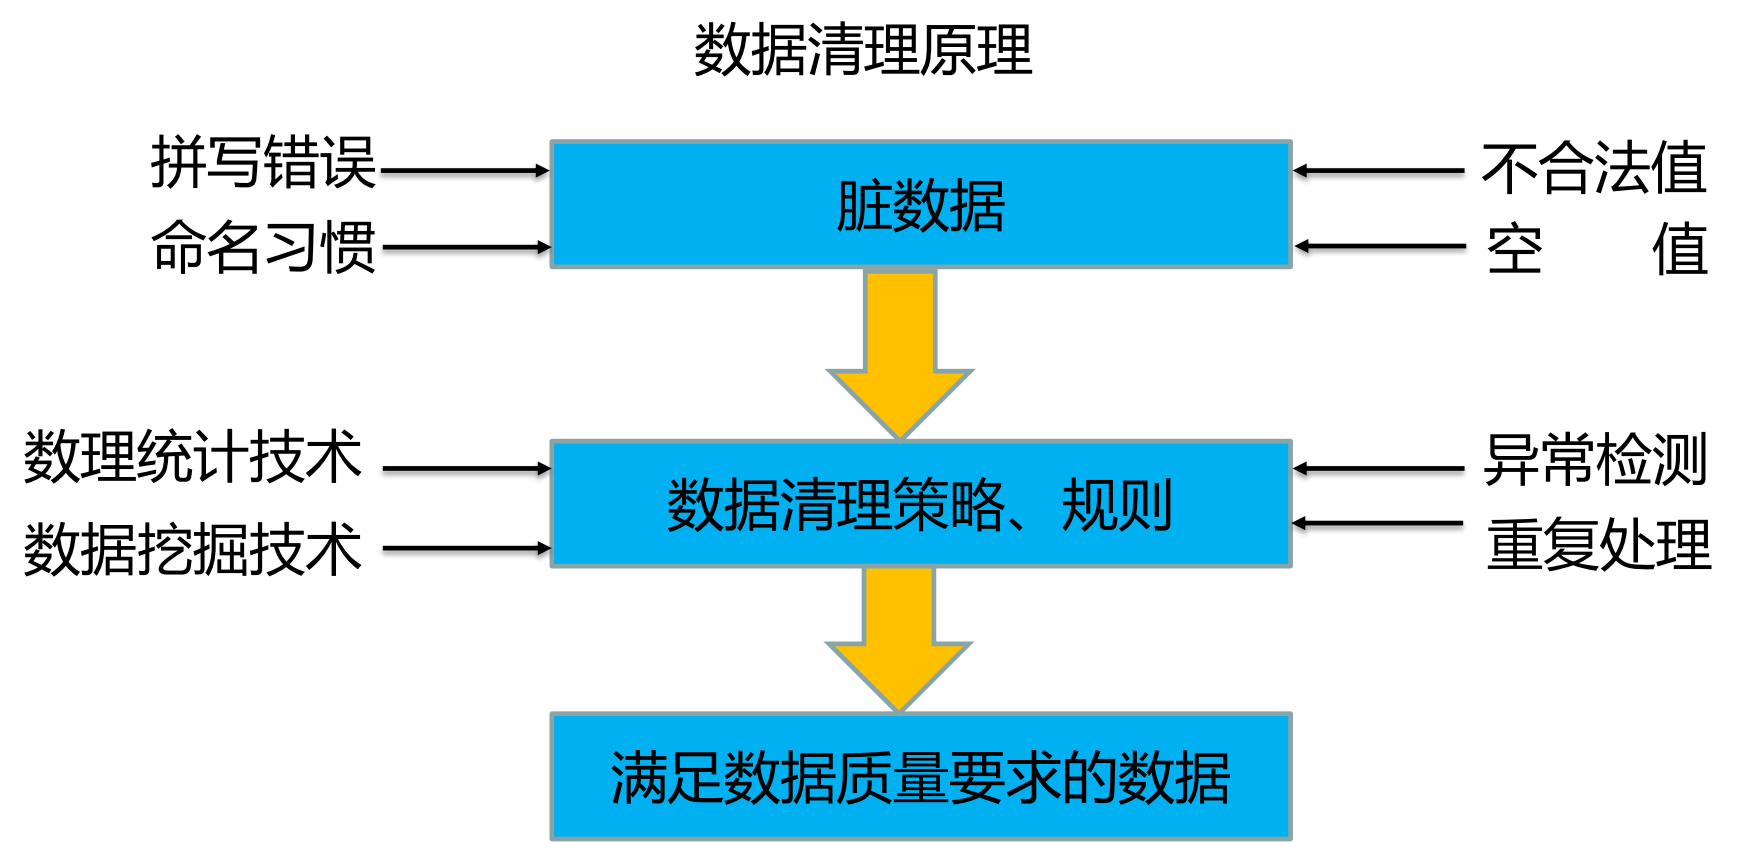 数据清理原理
拼写错误
不合法值
脏数据
命名习惯
空 值
数理统计技术
异常检测
数据清理策略、规则
数据挖掘技术
重复处理
满足数据质量要求的数据